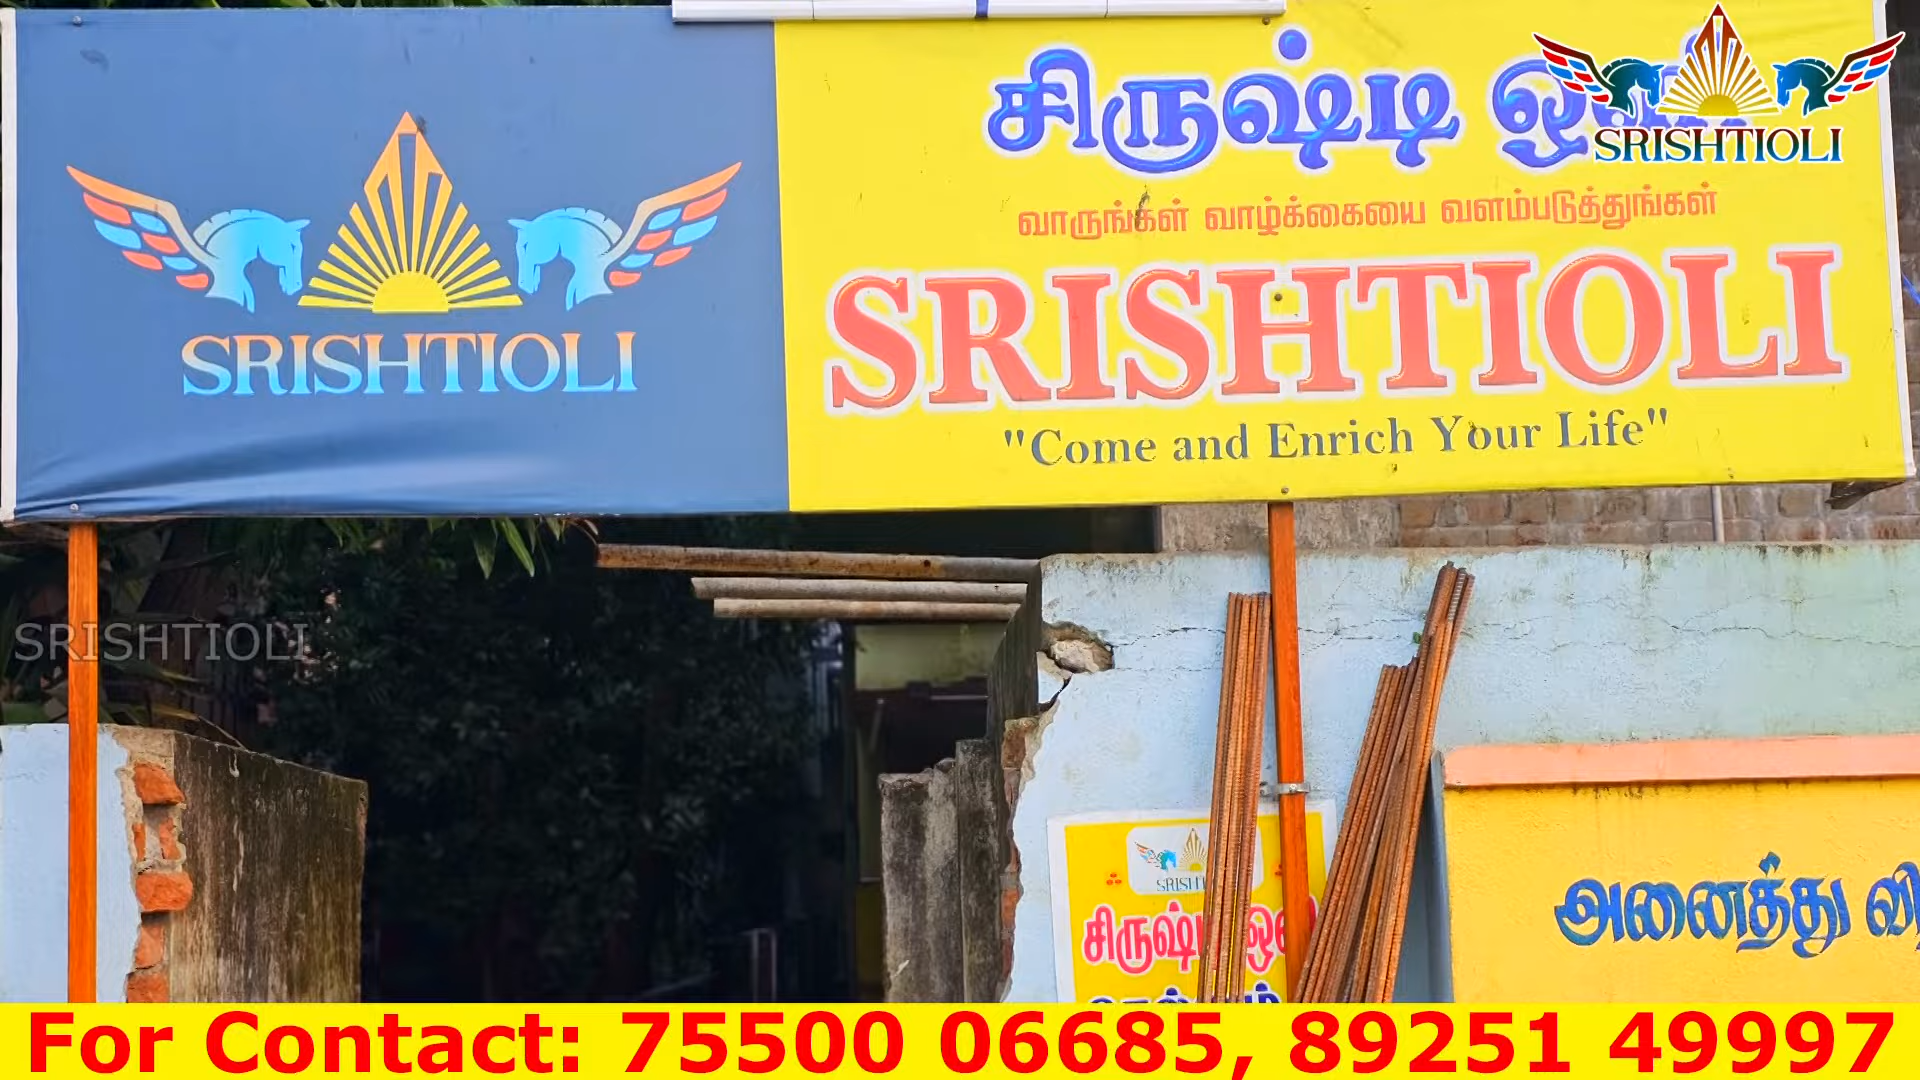 SRISHTIOLI
சிருஷ்டி
SRISHTIOLI
வாருங்கள் வாழ்க்கையை வளம்படுத்துங்கள்
SRISHTIOLI
"Come and Enrich Your Life"
SRISHTIOLI
அனைத்து
For Contact: 75500 06685, 89251 49997